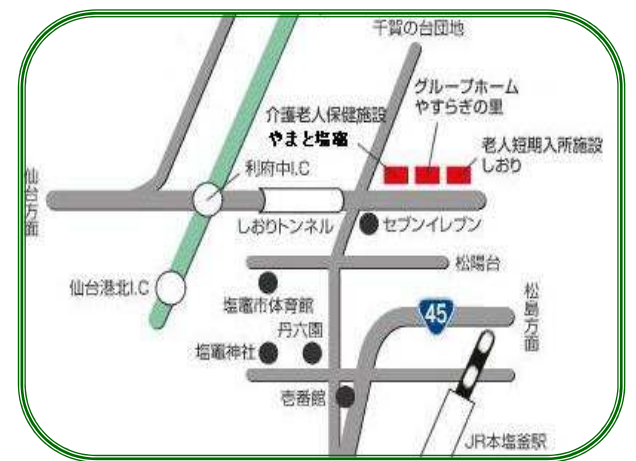 千賀の台団地
グループホーム
やすらぎの里
介護老人保健施設
やまと塩竈
老人短期入所施設
しおり
利府中I.C
仙台方面
しおりトンネル
セブンイレブン
松陽台
仙台港北I.C
塩竈市体育館
松島方面
45
丹六園
塩竈神社
壱番館
JR本塩釜駅